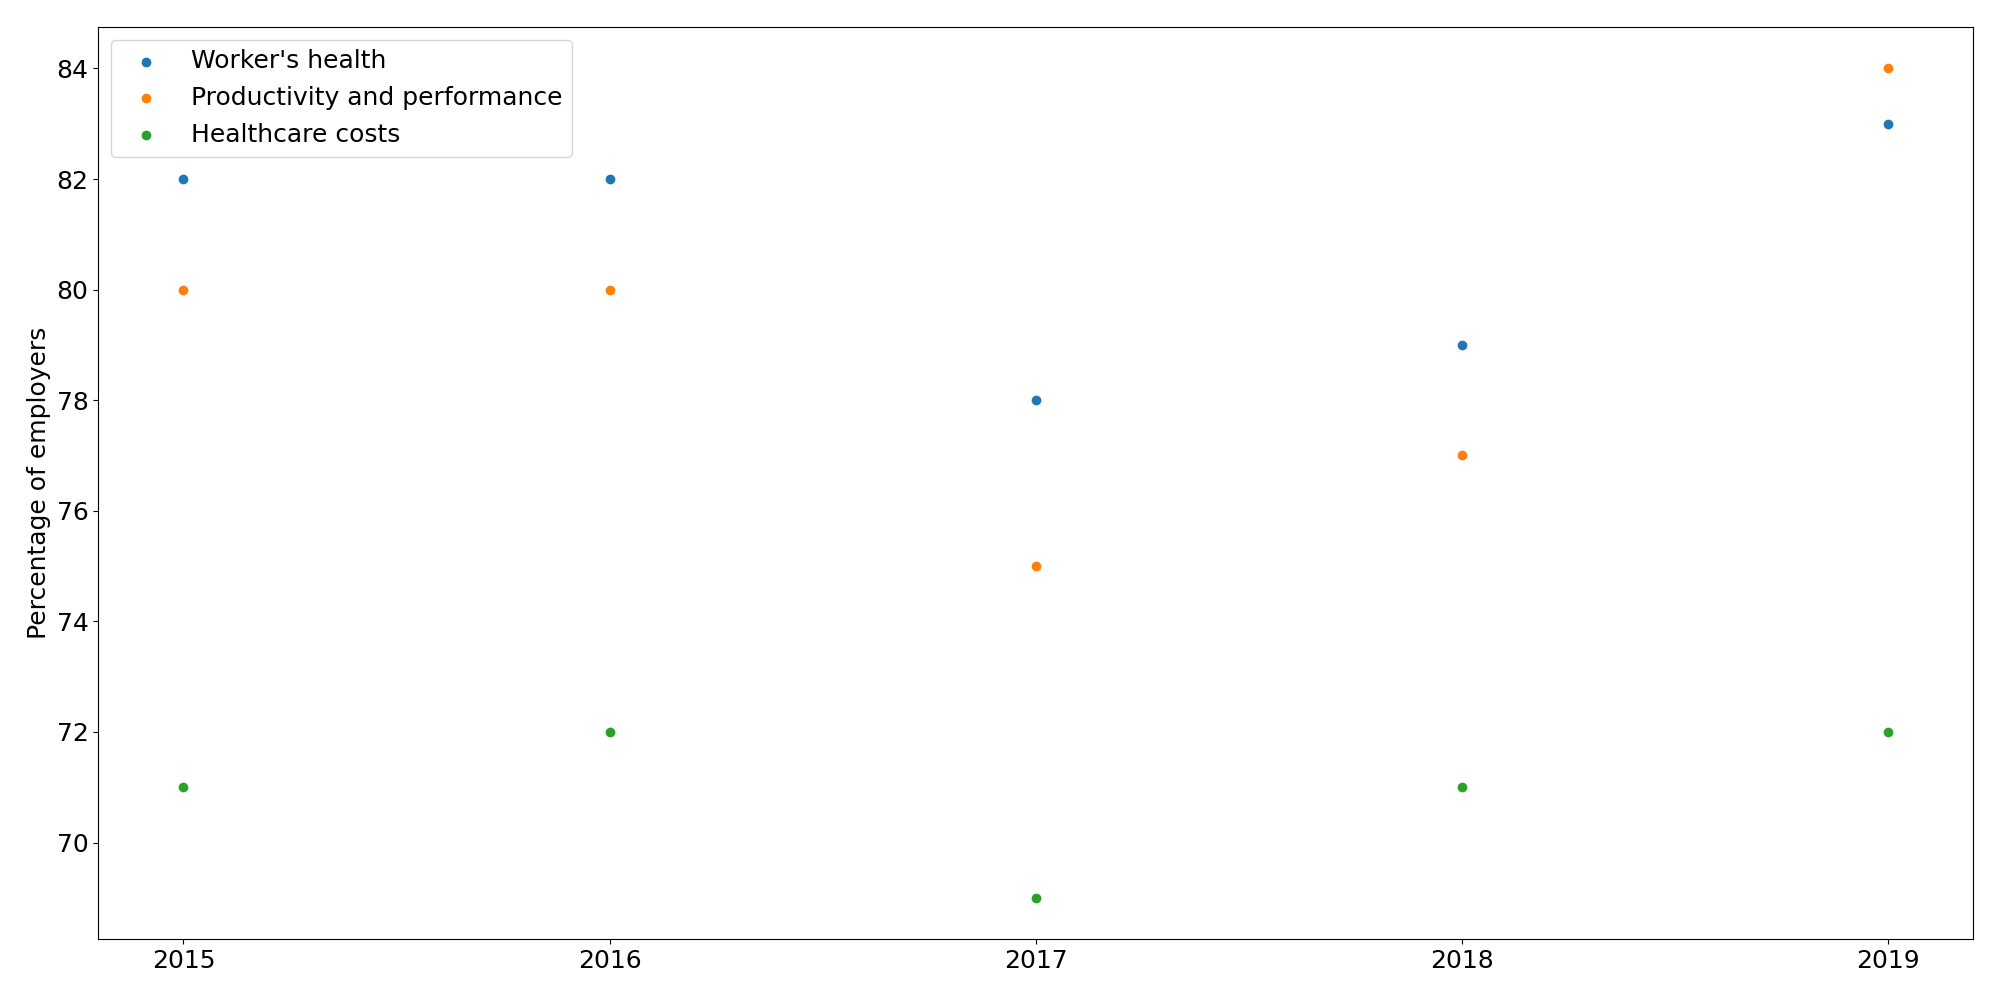 Worker's health
Productivity and performance
Healthcare costs
Percentage of employers
84
82
80
78
76
74
72
70
2015 2016 2017 2018 2019